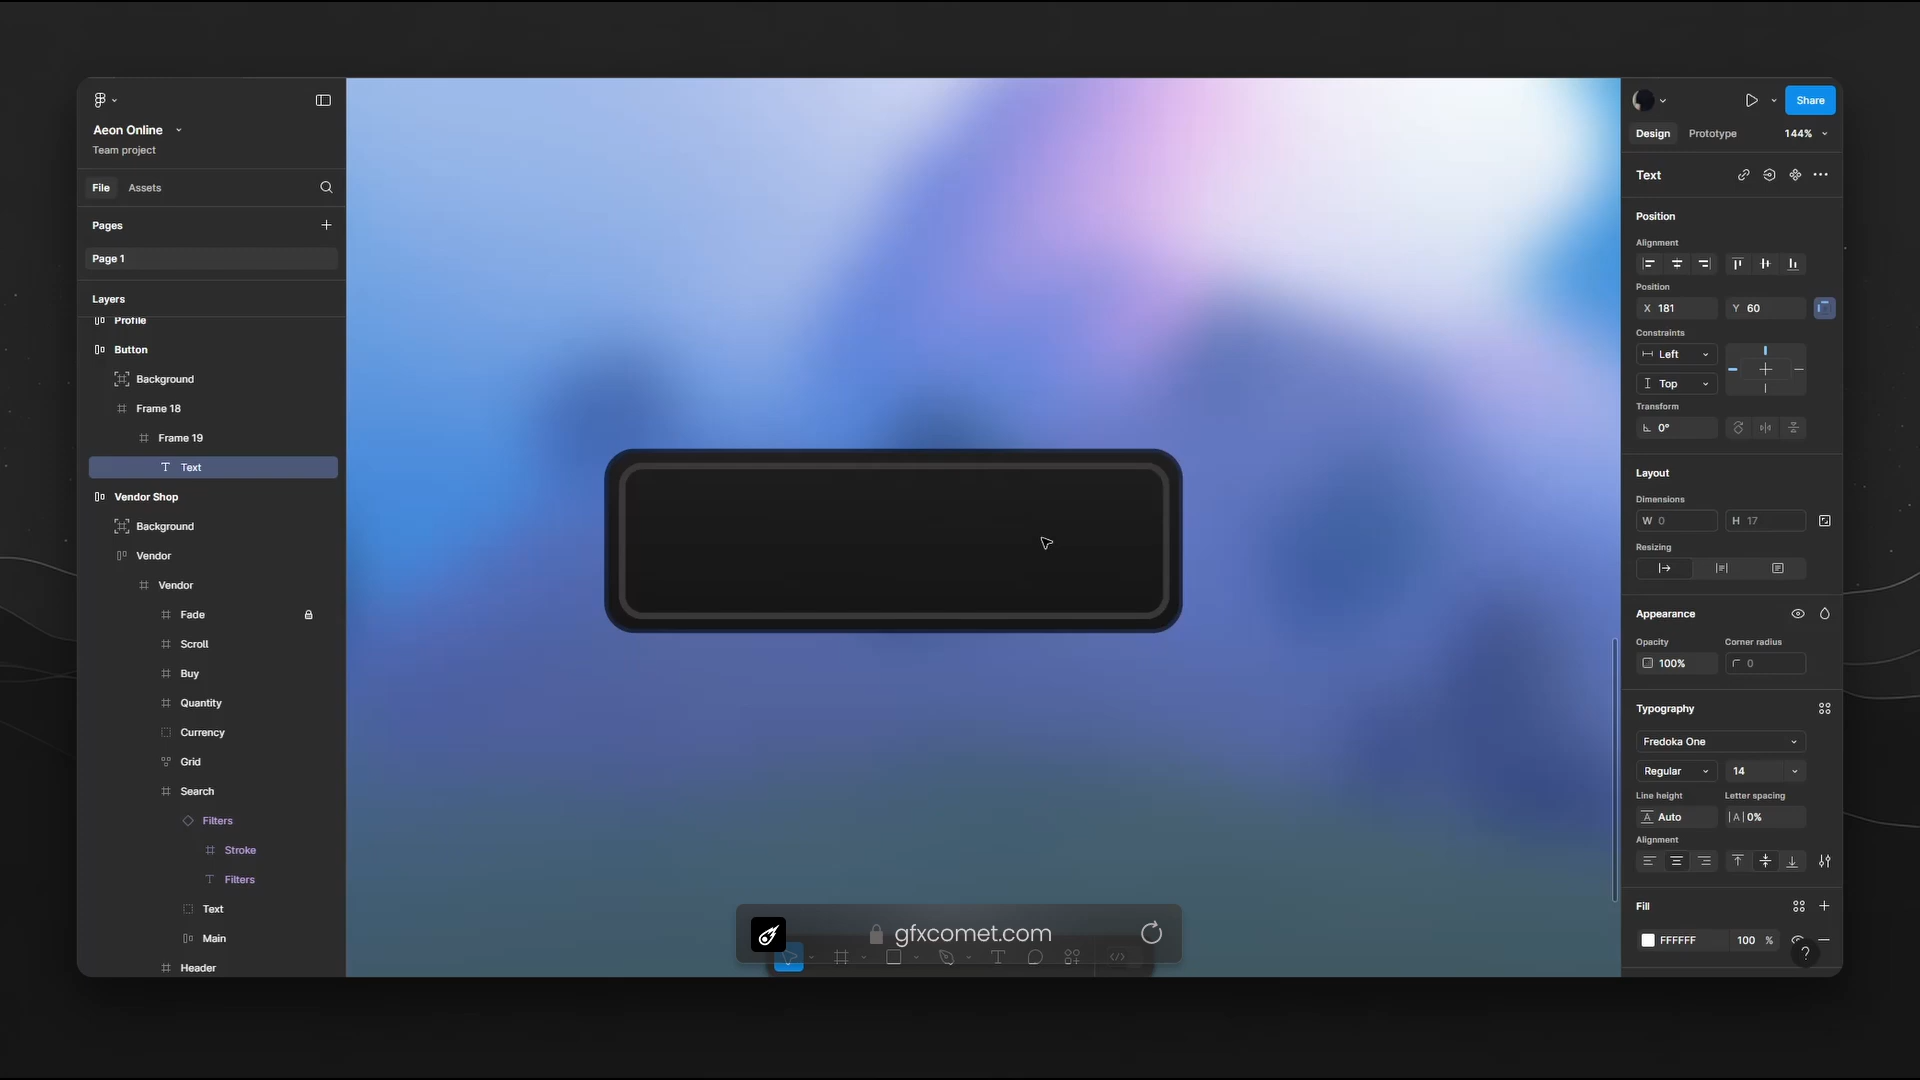 Aeon Online
Team project
File Assets
Pages
Page 1
Layers
Profile
Button
Background
Frame 18
Frame 19
Text
Vendor Shop
Background
Vendor
Vendor
Fade
Scroll
Buy
Quantity
Currency
Grid
Search
Filters
Stroke
Filters
Text
Main
Header
gfxcomet.com
Share
Design Prototype 144%
Text
Position
Alignment
Position
X 181 Y 60
Constraints
Left
Top
Transform
0°
Layout
Dimensions
W 0 H 17
Resizing
Appearance
Opacity Corner radius
100% 0
Typography
Fredoka One
Regular 14
Line height Letter spacing
A Auto |A| 0%
Alignment
Fill
FFFFFF 100 %
?